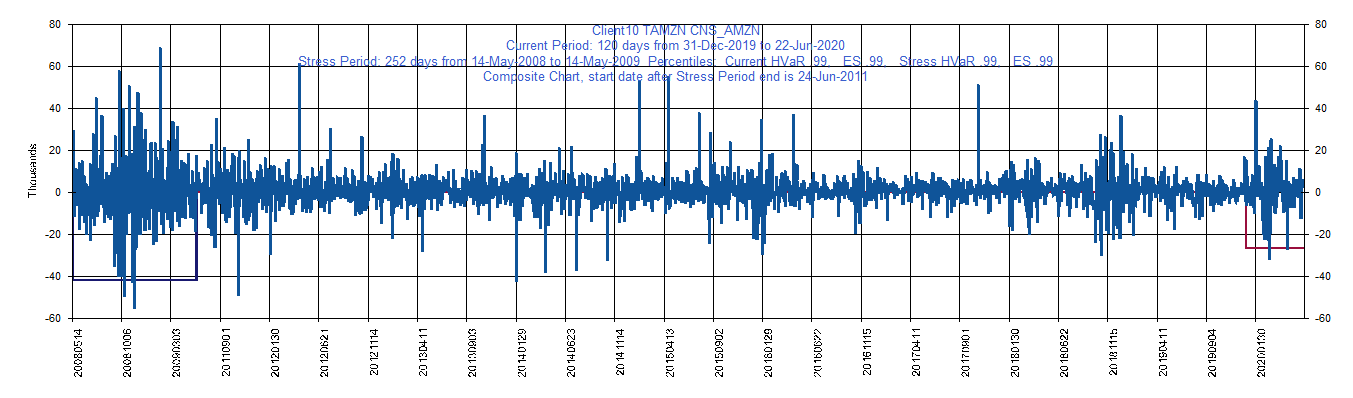 Client10 TAMZN CNS_AMZN
Current Period: 120 days from 31-Dec-2019 to 22-Jun-2020
Stress Period: 252 days from 14-May-2008 to 14-May-2009 Percentiles: Current HVaR .99, ES .99, Stress HVaR .99, ES .99
Composite Chart, start date after Stress Period end is 24-Jun-2011
80 80
60 60
40 40
20 20
0 0
-20 -20
-40 -40
-60 -60
Thousands
20080514 20081006 20090303 20110901 20120130 20120621 20121114 20130411 20130903 20140129 20140623 20141114 20150413 20150902 20160129 20160622 20161115 20170411 20170901 20180130 20180622 20181115 20190411 20190904 20200130